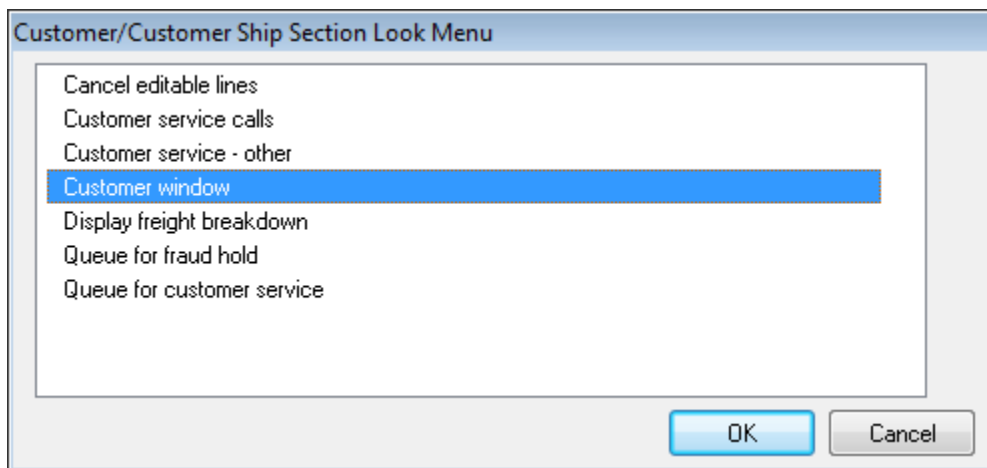 Customer/Customer Ship Section Look Menu
Cancel editable lines
Customer service calls
Customer service - other
Customer window
Display freight breakdown
Queue for fraud hold
Queue for customer service
OK Cancel